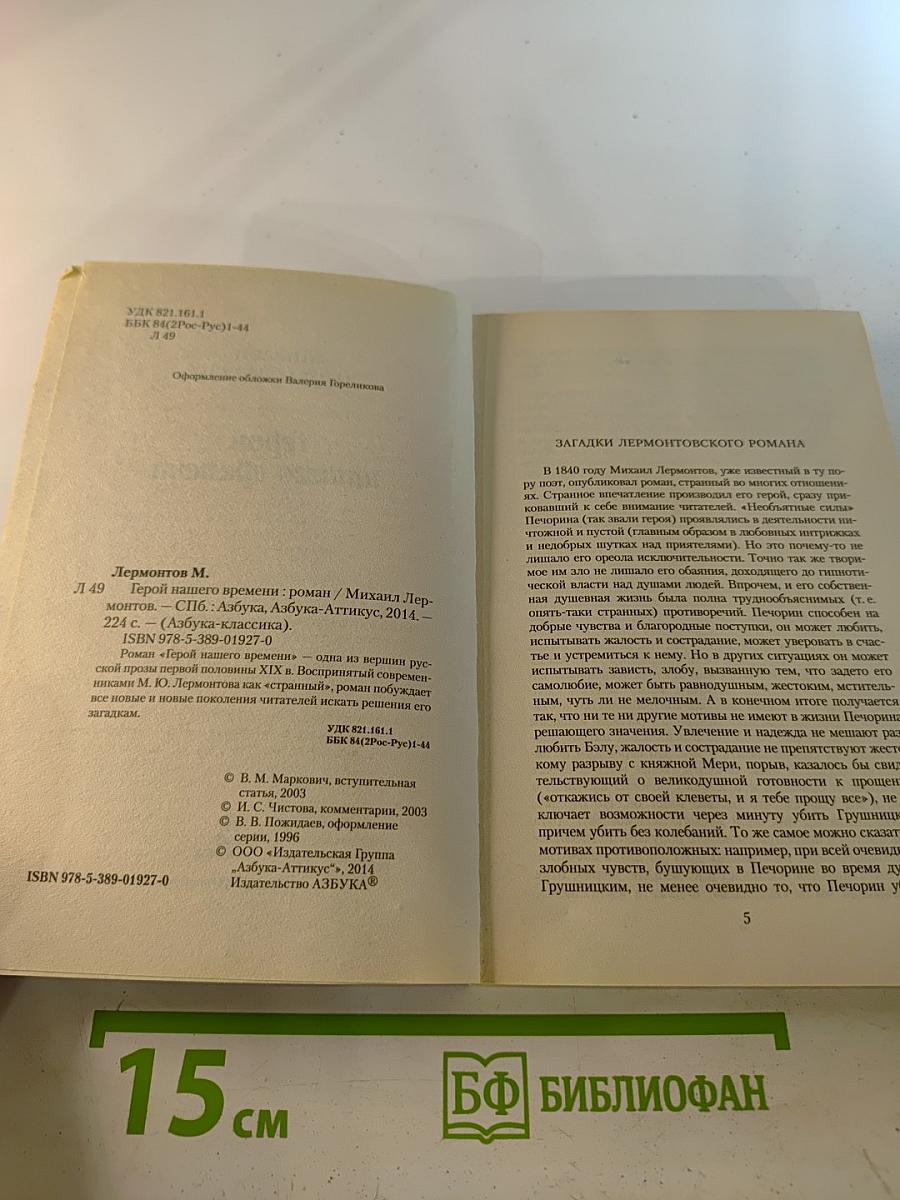 УДК 821.161.1
ББК 84(2Рос-Рус)1-44
Л 49
Оформление обложки Валерия Гореликова
Лермонтов М.
Л 49 Герой нашего времени : роман / Михаил Лер-
монтов. — СПб. : Азбука, Азбука-Аттикус, 2014. —
224 с. — (Азбука-классика).
ISBN 978-5-389-01927-0
Роман «Герой нашего времени» — одна из вершин рус-
ской прозы первой половины XIX в. Воспринятый современ-
никами М. Ю. Лермонтова как «странный», роман побуждает
все новые и новые поколения читателей искать решения его
загадкам.
УДК 821.161.1
ББК 84(2Рос-Рус)1-44
© В. М. Маркович, вступительная
статья, 2003
© И. С. Чистова, комментарии, 2003
© В. В. Пожидаев, оформление
серии, 1996
© ООО «Издательская Группа
„Азбука-Аттикус“», 2014
Издательство АЗБУКА®
ISBN 978-5-389-01927-0
ЗАГАДКИ ЛЕРМОНТОВСКОГО РОМАНА
В 1840 году Михаил Лермонтов, уже известный в ту по-
ру поэт, опубликовал роман, странный во многих отношени-
ях. Странное впечатление производил его герой, сразу при-
ковавший к себе внимание читателей. «Необъятные силы»
Печорина (так звали героя) проявлялись в деятельности ни-
чтожной и пустой (главным образом в любовных интрижках
и недобрых шутках над приятелями). Но это почему-то не
лишало его ореола исключительности. Точно так же твори-
мое им зло не лишало его обаяния, доходящего до гипноти-
ческой власти над душами людей. Впрочем, и его собствен-
ная душевная жизнь была полна труднообъяснимых (т. е.
опять-таки странных) противоречий. Печорин способен на
добрые чувства и благородные поступки, он может любить,
испытывать жалость и сострадание, может уверовать в счас-
тье и устремиться к нему. Но в других ситуациях он может
испытывать зависть, злобу, вызванную тем, что задето его
самолюбие, может быть равнодушным, жестоким, мститель-
ным, чуть ли не мелочным. А в конечном итоге получается
так, что ни те ни другие мотивы не имеют в жизни Печорина
решающего значения. Увлечение и надежда не мешают раз
любить Бэлу, жалость и сострадание не препятствуют жесто
кому разрыву с княжной Мери, порыв, казалось бы свид
тельствующий о великодушной готовности к прощен
(«откажись от своей клеветы, и я тебе прощу все»), не
ключает возможности через минуту убить Грушницк
причем убить без колебаний. То же самое можно сказат
мотивах противоположных: например, при всей очевидн
злобных чувств, бушующих в Печорине во время ду
Грушницким, не менее очевидно то, что Печорин уб
5
15 см
БФ БИБЛИОФАН